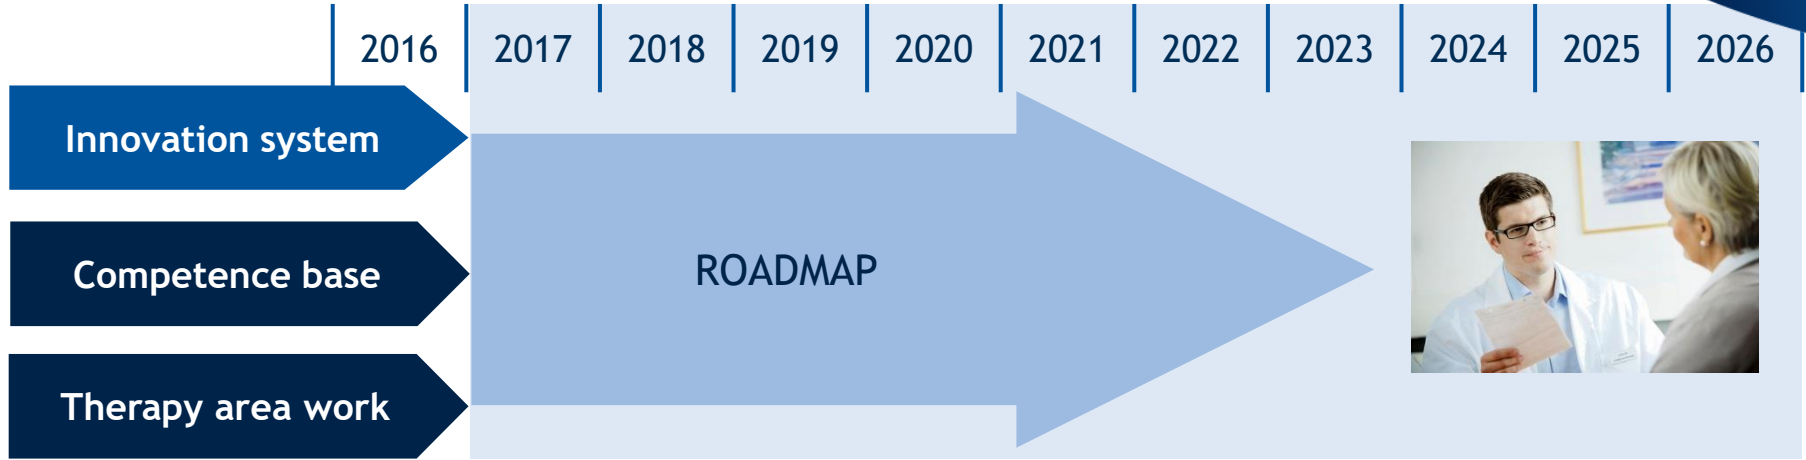 2016 2017 2018 2019 2020 2021 2022 2023 2024 2025 2026
Innovation system
Competence base
ROADMAP
Therapy area work